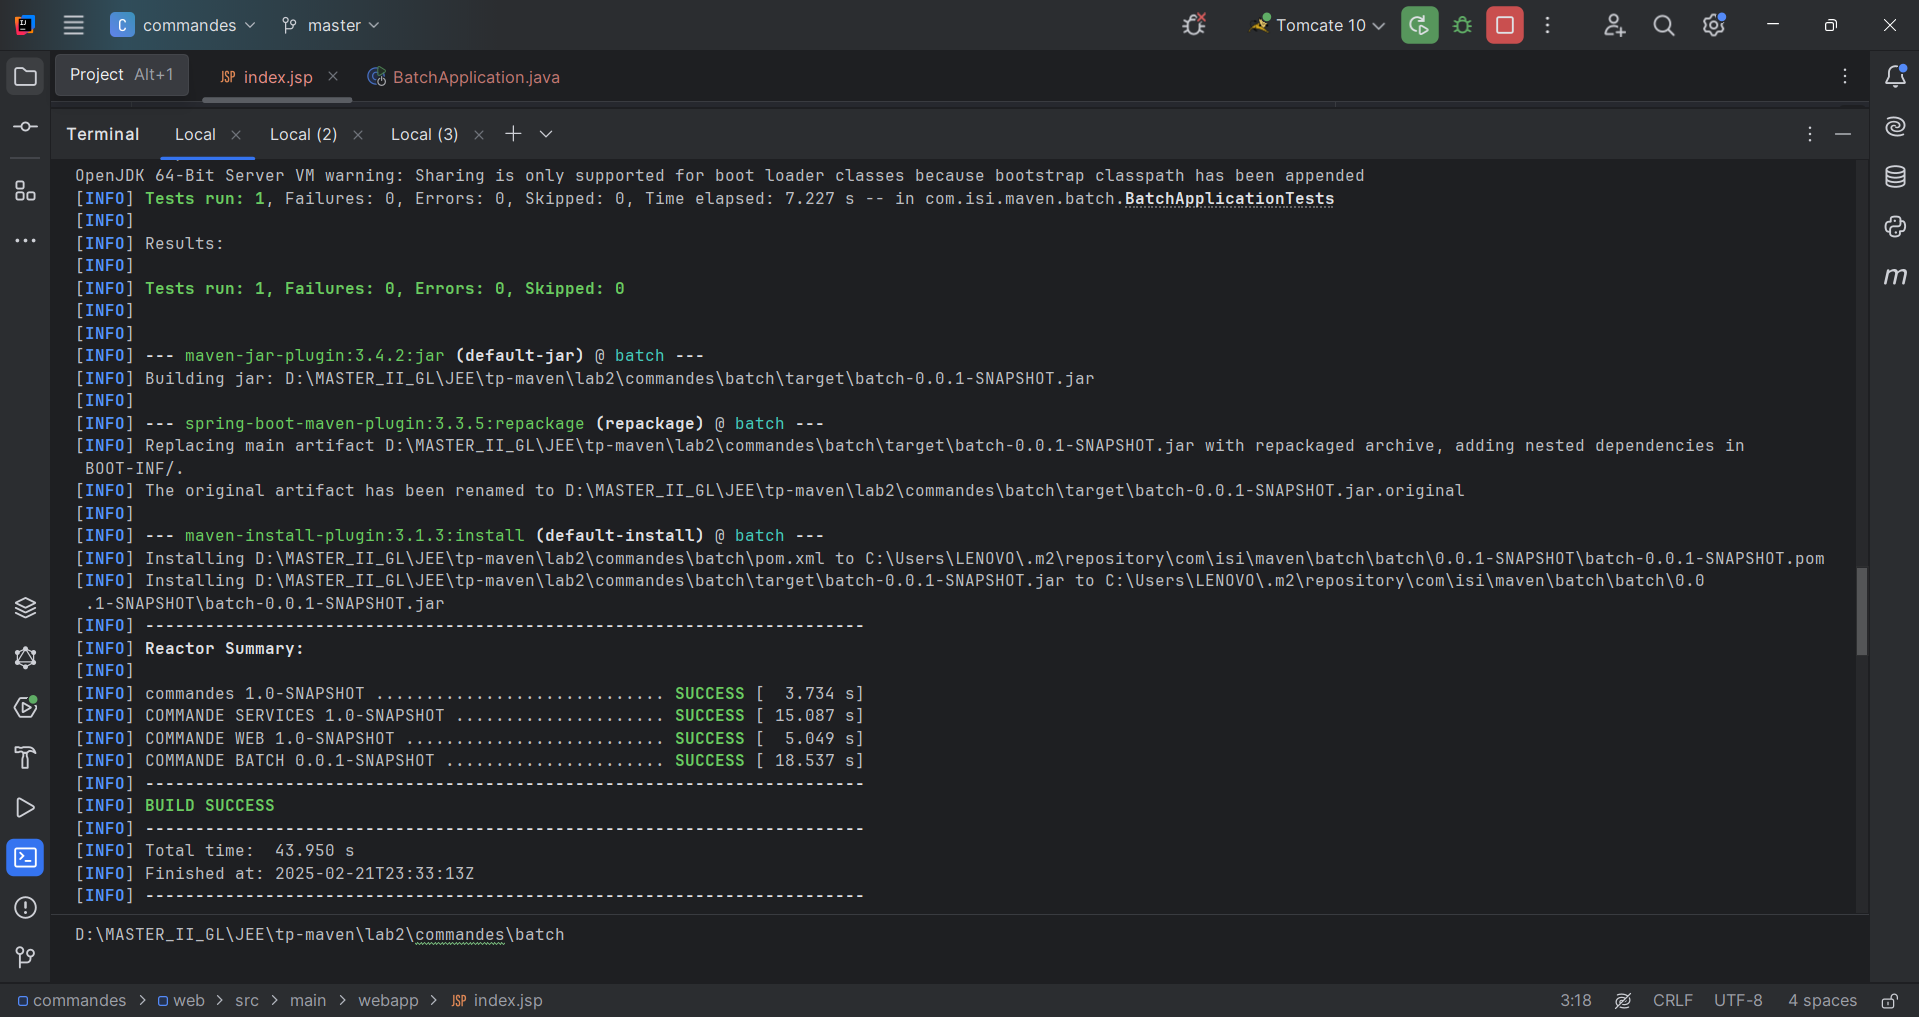 C commandes master Tomcate 10
Project Alt+1
JSP index.jsp BatchApplication.java
Terminal Local Local (2) Local (3)
OpenJDK 64-Bit Server VM warning: Sharing is only supported for boot loader classes because bootstrap classpath has been appended
[INFO] Tests run: 1, Failures: 0, Errors: 0, Skipped: 0, Time elapsed: 7.227 s -- in com.isi.maven.batch.BatchApplicationTests
[INFO]
[INFO] Results:
[INFO]
[INFO] Tests run: 1, Failures: 0, Errors: 0, Skipped: 0
[INFO]
[INFO]
[INFO] --- maven-jar-plugin:3.4.2:jar (default-jar) @ batch ---
[INFO] Building jar: D:\MASTER_II_GL\JEE\tp-maven\lab2\commandes\batch\target\batch-0.0.1-SNAPSHOT.jar
[INFO]
[INFO] --- spring-boot-maven-plugin:3.3.5:repackage (repackage) @ batch ---
[INFO] Replacing main artifact D:\MASTER_II_GL\JEE\tp-maven\lab2\commandes\batch\target\batch-0.0.1-SNAPSHOT.jar with repackaged archive, adding nested dependencies in
BOOT-INF/.
[INFO] The original artifact has been renamed to D:\MASTER_II_GL\JEE\tp-maven\lab2\commandes\batch\target\batch-0.0.1-SNAPSHOT.jar.original
[INFO]
[INFO] --- maven-install-plugin:3.1.3:install (default-install) @ batch ---
[INFO] Installing D:\MASTER_II_GL\JEE\tp-maven\lab2\commandes\batch\pom.xml to C:\Users\LENOVO\.m2\repository\com\isi\maven\batch\batch\0.0.1-SNAPSHOT\batch-0.0.1-SNAPSHOT.pom
[INFO] Installing D:\MASTER_II_GL\JEE\tp-maven\lab2\commandes\batch\target\batch-0.0.1-SNAPSHOT.jar to C:\Users\LENOVO\.m2\repository\com\isi\maven\batch\batch\0.0
.1-SNAPSHOT\batch-0.0.1-SNAPSHOT.jar
[INFO] ------------------------------------------------------------------------
[INFO] Reactor Summary:
[INFO]
[INFO] commandes 1.0-SNAPSHOT ............................. SUCCESS [  3.734 s]
[INFO] COMMANDE SERVICES 1.0-SNAPSHOT ..................... SUCCESS [ 15.087 s]
[INFO] COMMANDE WEB 1.0-SNAPSHOT .......................... SUCCESS [  5.049 s]
[INFO] COMMANDE BATCH 0.0.1-SNAPSHOT ...................... SUCCESS [ 18.537 s]
[INFO] ------------------------------------------------------------------------
[INFO] BUILD SUCCESS
[INFO] ------------------------------------------------------------------------
[INFO] Total time:  43.950 s
[INFO] Finished at: 2025-02-21T23:33:13Z
[INFO] ------------------------------------------------------------------------
D:\MASTER_II_GL\JEE\tp-maven\lab2\commandes\batch
commandes > web > src > main > webapp > JSP index.jsp 3:18 CRLF UTF-8 4 spaces